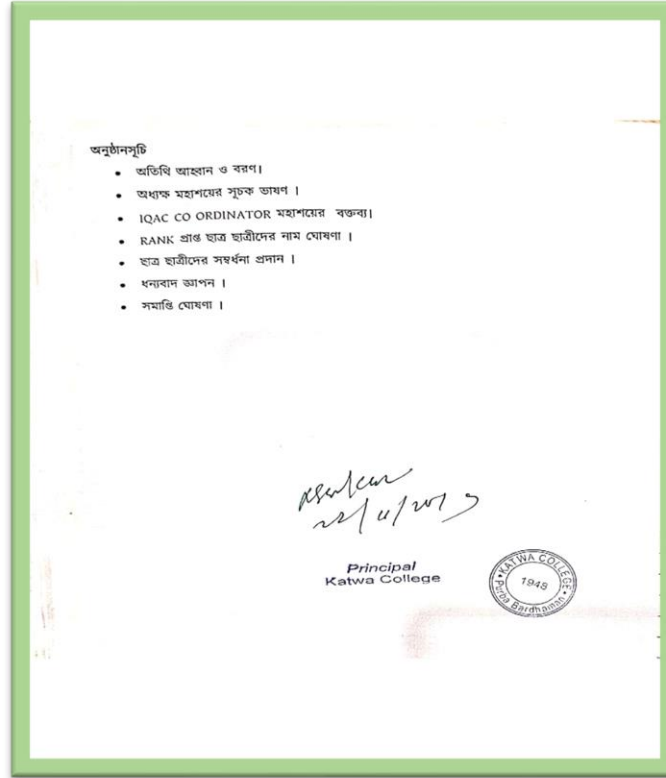 অনুষ্ঠানসূচি
• অতিথি আহ্বান ও বরণ।
• অধ্যক্ষ মহাশয়ের সূচক ভাষণ ।
• IQAC CO ORDINATOR মহাশয়ের বক্তব্য।
• RANK প্রাপ্ত ছাত্র ছাত্রীদের নাম ঘোষণা ।
• ছাত্র ছাত্রীদের সম্বর্ধনা প্রদান ।
• ধন্যবাদ জ্ঞাপন ।
• সমাপ্তি ঘোষণা ।
Principal
Katwa College
KATWA COLLEGE
1948
Purba Bardhaman